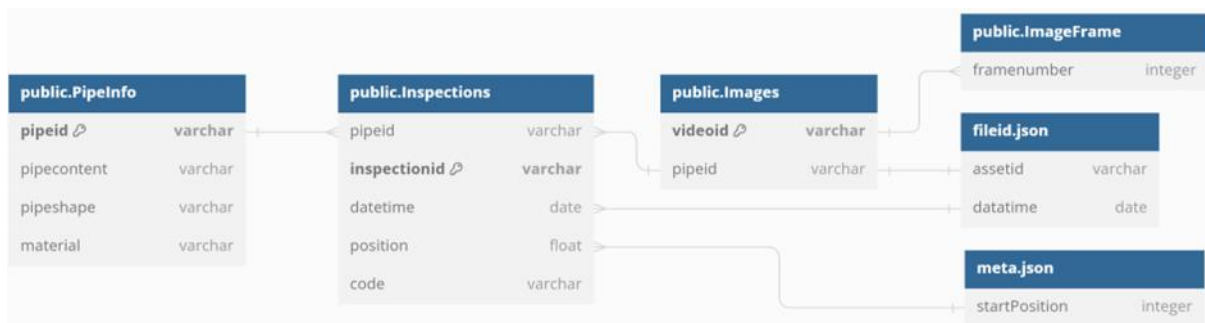 public.PipeInfo
pipeid varchar
pipecontent varchar
pipeshape varchar
material varchar
public.Inspections
pipeid varchar
inspectionid varchar
datetime date
position float
code varchar
public.Images
videoid varchar
pipeid varchar
public.ImageFrame
framenumber integer
fileid.json
assetid varchar
datatime date
meta.json
startPosition integer